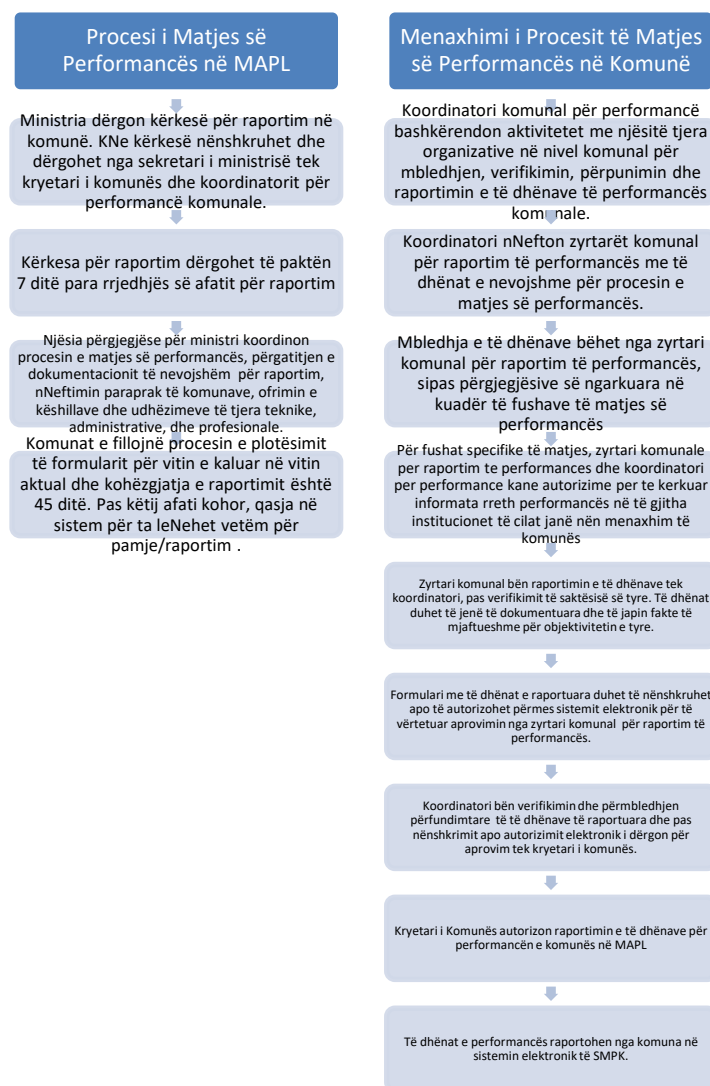 Procesi i Matjes së
Performancës në MAPL
Ministria dërgon kërkesë për raportim në
komunë. KNe kërkesë nënshkruhet dhe
dërgohet nga sekretari i ministrisë tek
kryetari i komunës dhe koordinatorit për
performancë komunale.
Kërkesa për raportim dërgohet të paktën
7 ditë para rrjedhjës së afatit për raportim
Njësia përgjegjëse për ministri koordinon
procesin e matjes së performancës, përgatitjen e
dokumentacionit të nevojshëm për raportim,
nNeftimin paraprak të komunave, ofrimin e
këshillave dhe udhëzimeve të tjera teknike,
administrative, dhe profesionale.
Komunat e fillojnë procesin e plotësimit
të formularit për vitin e kaluar në vitin
aktual dhe kohëzgjatja e raportimit është
45 ditë. Pas këtij afati kohor, qasja në
sistem për ta leNehet vetëm për
pamje/raportim .
Menaxhimi i Procesit të Matjes
së Performancës në Komunë
Koordinatori komunal për performancë
bashkërendon aktivitetet me njësitë tjera
organizative në nivel komunal për
mbledhjen, verifikimin, përpunimin dhe
raportimin e të dhënave të performancës
komunale.
Koordinatori nNefton zyrtarët komunal
për raportim të performancës me të
dhënat e nevojshme për procesin e
matjes së performancës.
Mbledhja e të dhënave bëhet nga zyrtari
komunal për raportim të performancës,
sipas përgjegjësive së ngarkuara në
kuadër të fushave të matjes së
performancës
Për fushat specifike të matjes, zyrtari komunale
per raportim te performances dhe koordinatori
per performance kane autorizime per te kerkuar
informata rreth performancës në të gjitha
institucionet të cilat janë nën menaxhim të
komunës
Zyrtari komunal bën raportimin e të dhënave tek
koordinatori, pas verifikimit të saktësisë së tyre. Të dhënat
duhet të jenë të dokumentuara dhe të japin fakte të
mjaftueshme për objektivitetin e tyre.
Formulari me të dhënat e raportuara duhet të nënshkruhet
apo të autorizohet përmes sistemit elektronik për të
vërtetuar aprovimin nga zyrtari komunal për raportim të
performancës.
Koordinatori bën verifikimin dhe përmbledhjen
përfundimtare të të dhënave të raportuara dhe pas
nënshkrimit apo autorizimit elektronik i dërgon për
aprovim tek kryetari i komunës.
Kryetari i Komunës autorizon raportimin e të dhënave për
performancën e komunës në MAPL
Të dhënat e performancës raportohen nga komuna në
sistemin elektronik të SMPK.